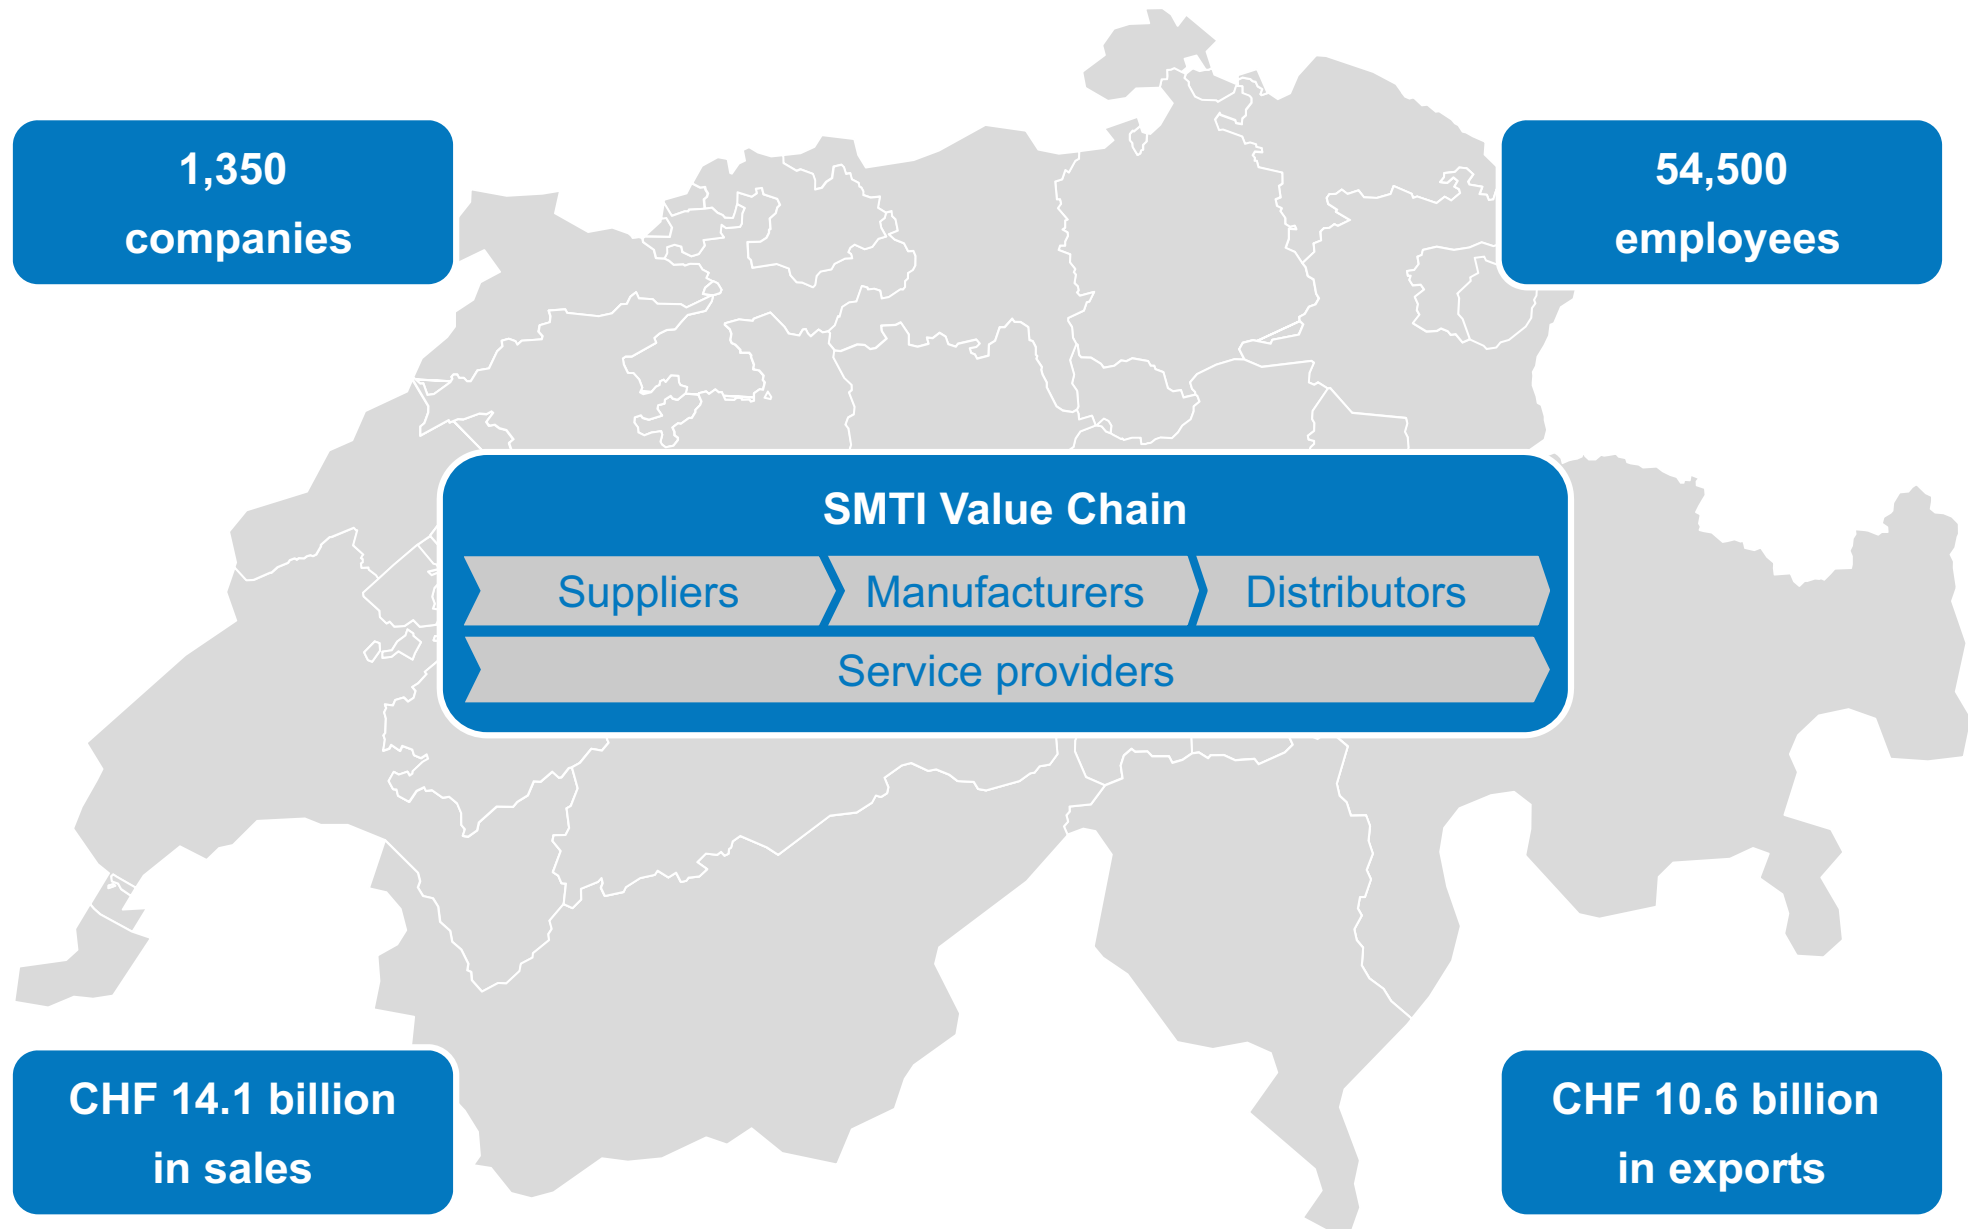 1,350
companies
54,500
employees
SMTI Value Chain
Suppliers
Manufacturers
Distributors
Service providers
CHF 14.1 billion
in sales
CHF 10.6 billion
in exports